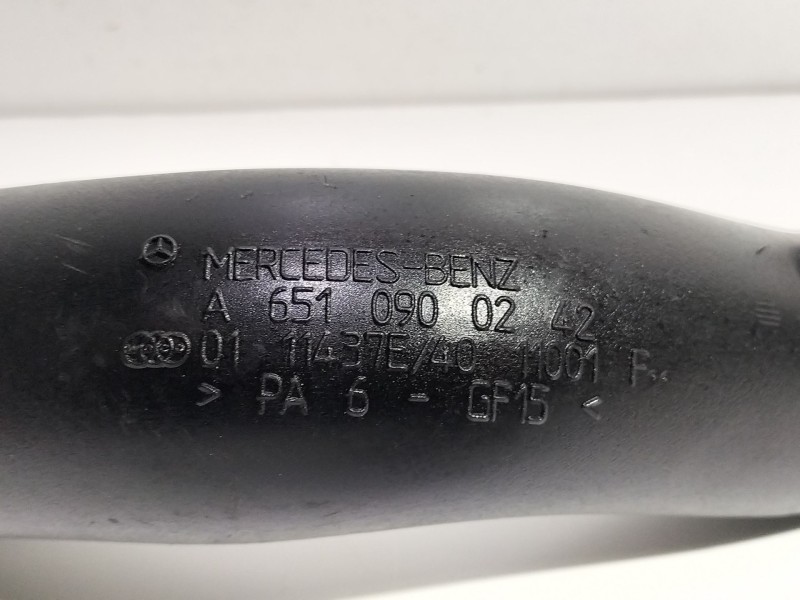 MERCEDES-BENZ
A 651 090 02 42
01 11437E/40 H001 F
> PA 6 - GF15 <